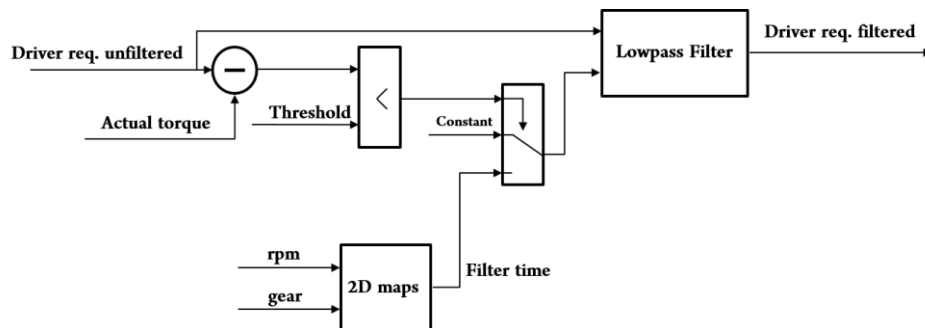 Driver req. unfiltered
Lowpass Filter
Driver req. filtered
Actual torque
Threshold
<
Constant
rpm
gear
2D maps
Filter time